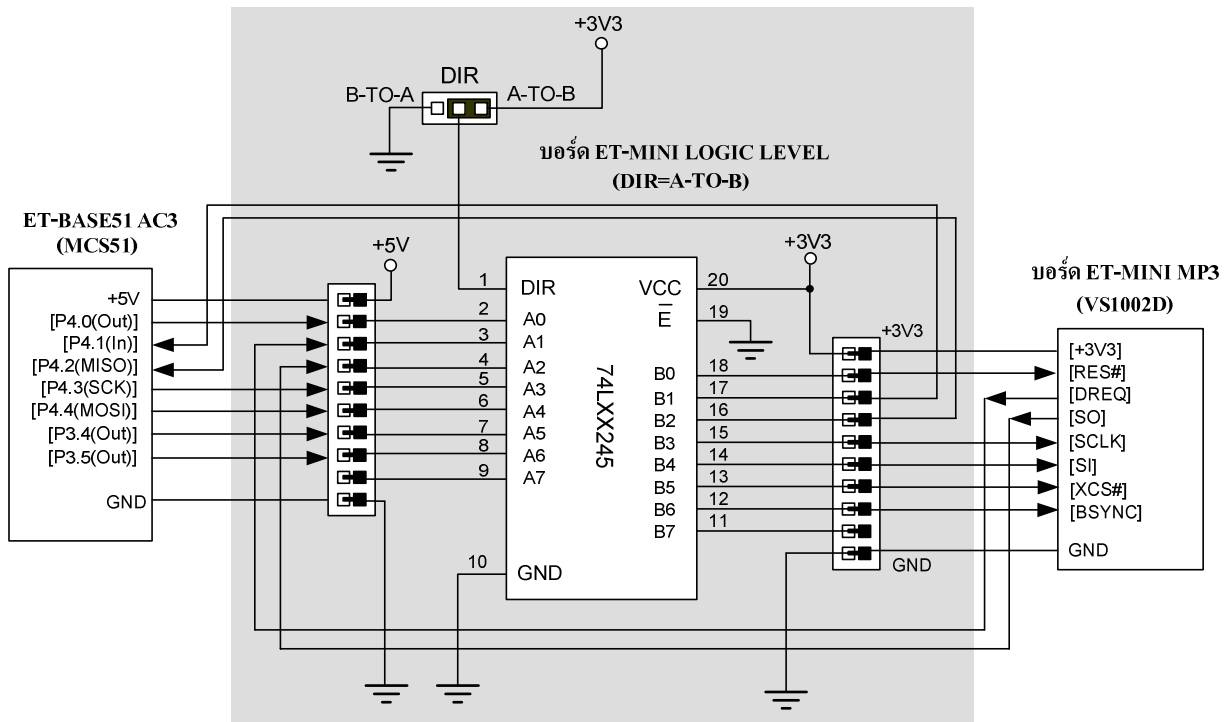 +3V3
DIR
B-TO-A
A-TO-B
บอร์ด ET-MINI LOGIC LEVEL
(DIR=A-TO-B)
ET-BASE51 AC3
(MCS51)
+5V
[P4.0(Out)]
[P4.1(In)]
[P4.2(MISO)]
[P4.3(SCK)]
[P4.4(MOSI)]
[P3.4(Out)]
[P3.5(Out)]
GND
+5V
1
2
3
4
5
6
7
8
9
10
DIR
A0
A1
A2
A3
A4
A5
A6
A7
GND
74LXX245
VCC
E
B0
B1
B2
B3
B4
B5
B6
B7
20
19
18
17
16
15
14
13
12
11
+3V3
+3V3
GND
บอร์ด ET-MINI MP3
(VS1002D)
[+3V3]
[RES#]
[DREQ]
[SO]
[SCLK]
[SI]
[XCS#]
[BSYNC]
GND